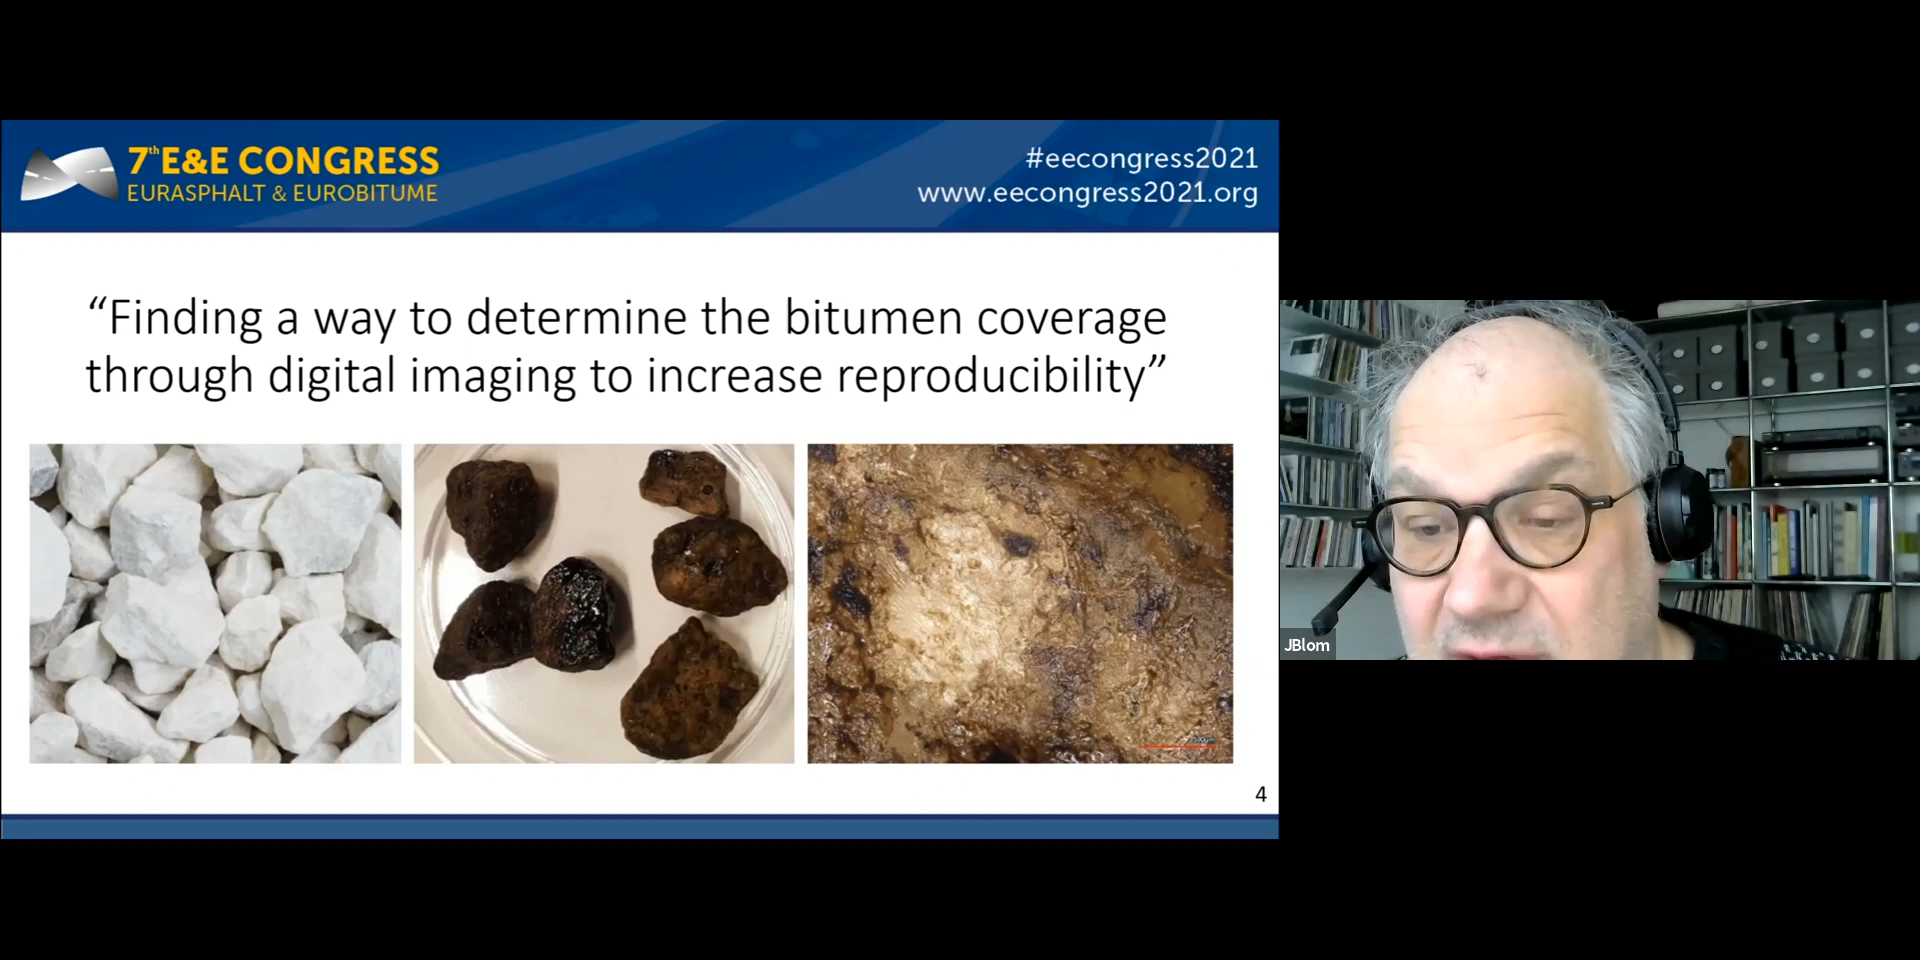 7th E&E CONGRESS
EURASPHALT & EUROBITUME
#eecongress2021
www.eecongress2021.org
“Finding a way to determine the bitumen coverage
through digital imaging to increase reproducibility”
4
JBlom